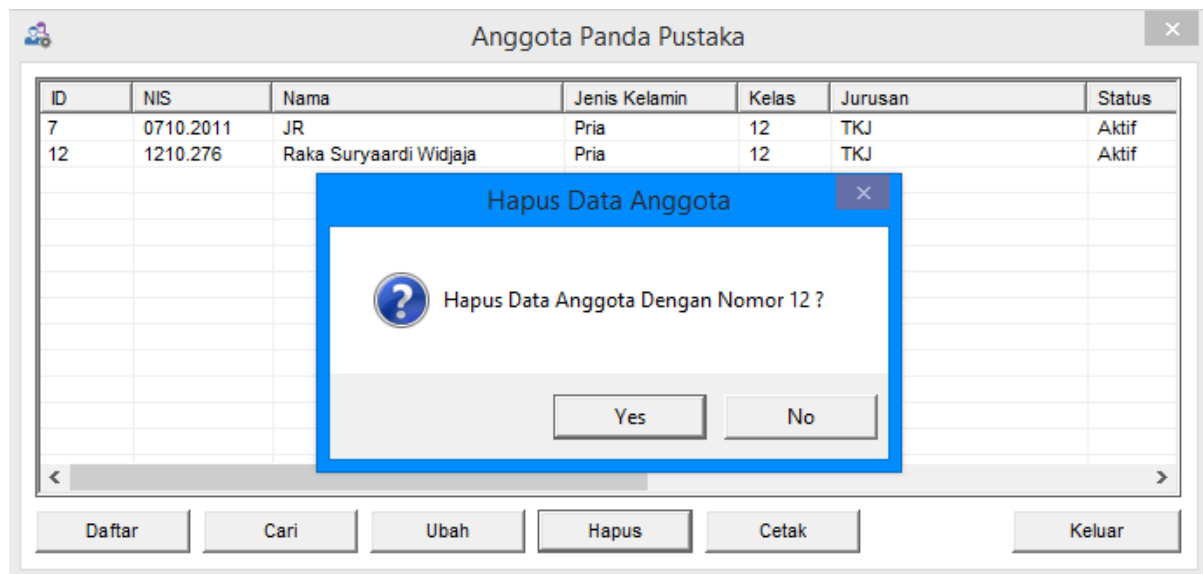 Anggota Panda Pustaka
ID NIS Nama Jenis Kelamin Kelas Jurusan Status
7 0710.2011 JR Pria 12 TKJ Aktif
12 1210.276 Raka Suryaardi Widjaja Pria 12 TKJ Aktif
Hapus Data Anggota
Hapus Data Anggota Dengan Nomor 12 ?
Yes No
Daftar Cari Ubah Hapus Cetak Keluar